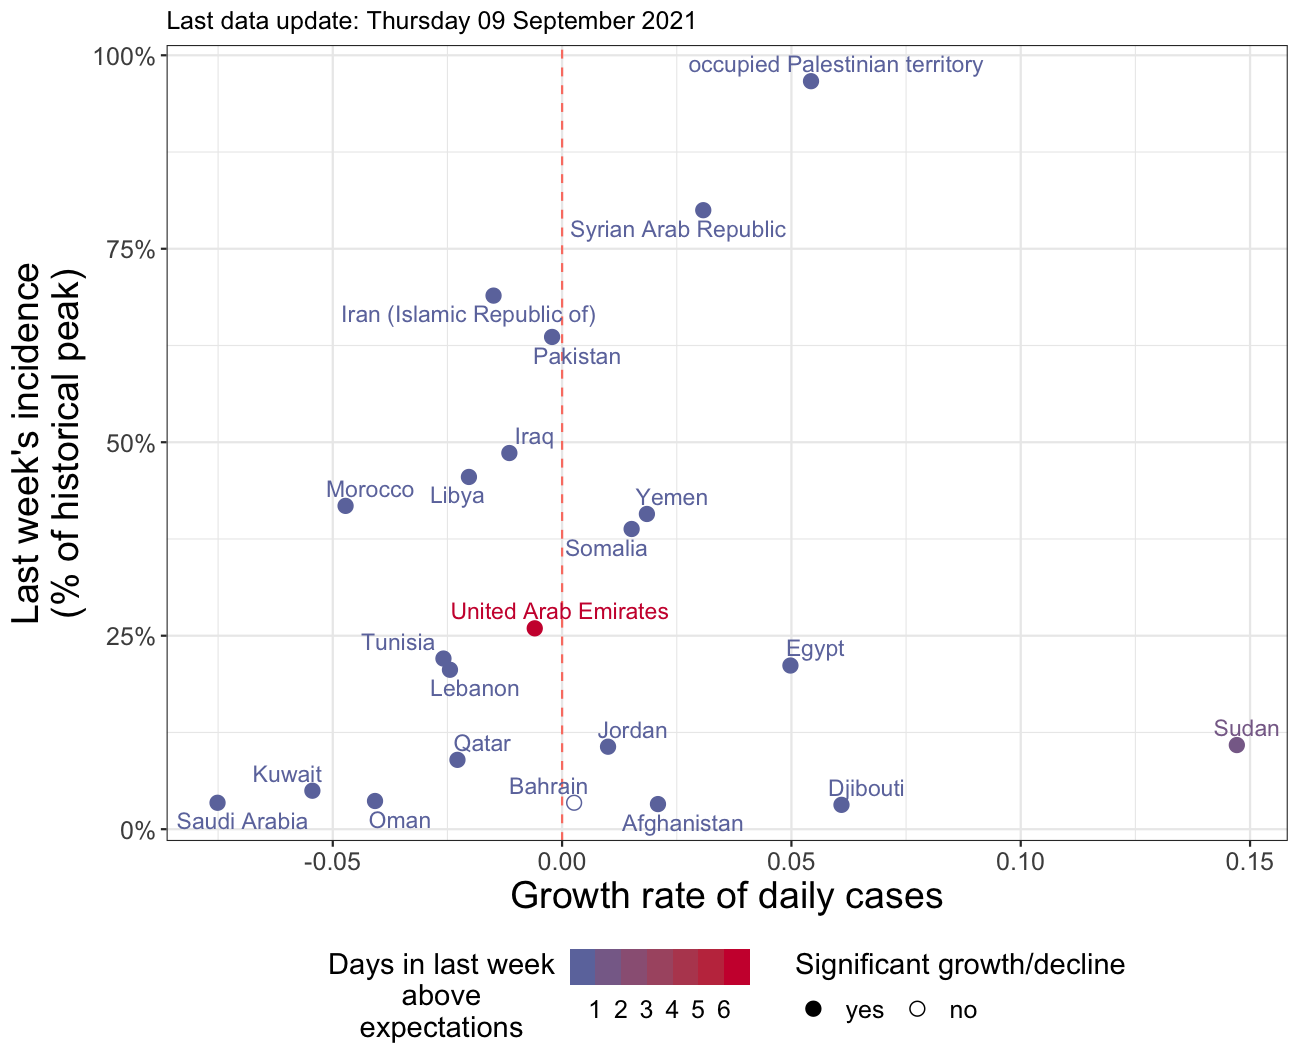 Last data update: Thursday 09 September 2021
100%
75%
50%
25%
0%
Last week's incidence
(% of historical peak)
occupied Palestinian territory
Syrian Arab Republic
Iran (Islamic Republic of)
Pakistan
Iraq
Morocco
Libya
Yemen
Somalia
United Arab Emirates
Tunisia
Egypt
Lebanon
Sudan
Jordan
Qatar
Kuwait
Bahrain
Djibouti
Saudi Arabia
Oman
Afghanistan
-0.05 0.00 0.05 0.10 0.15
Growth rate of daily cases
Days in last week
above
expectations
1 2 3 4 5 6
Significant growth/decline
yes no